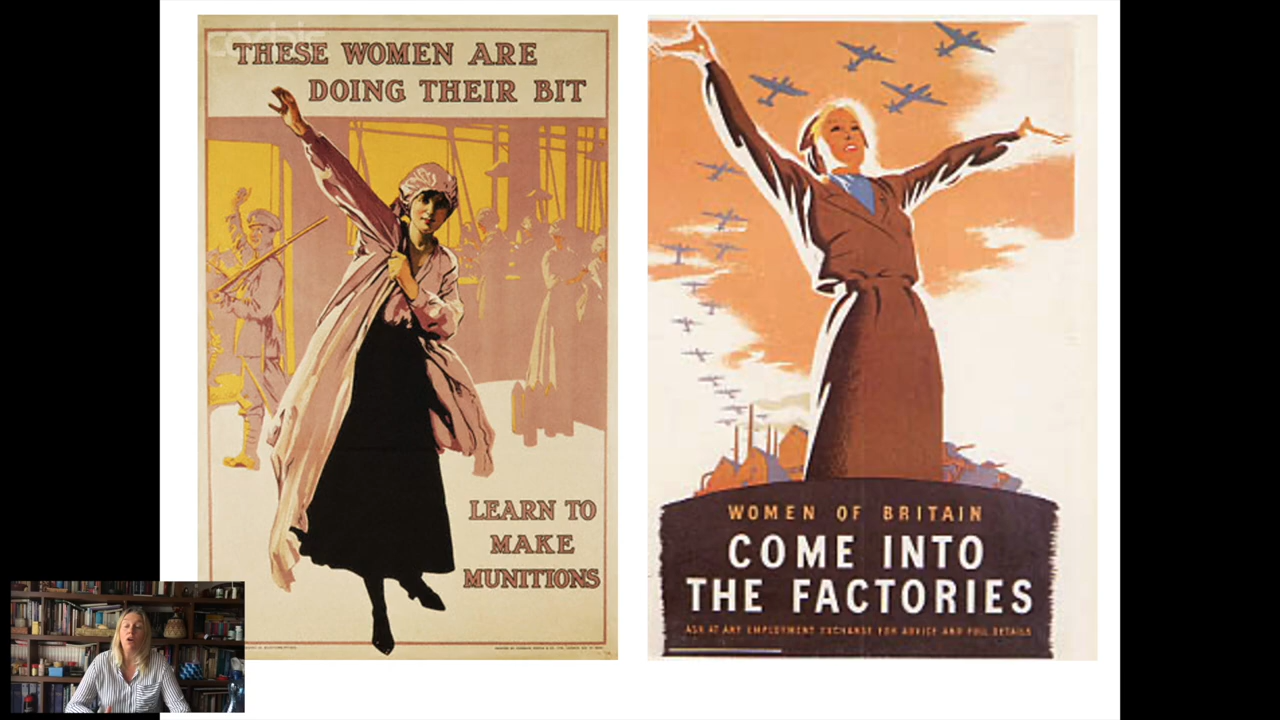 THESE WOMEN ARE
DOING THEIR BIT
LEARN TO
MAKE
MUNITIONS
WOMEN OF BRITAIN
COME INTO
THE FACTORIES
ASK AT ANY EMPLOYMENT EXCHANGE FOR ADVICE AND FULL DETAILS